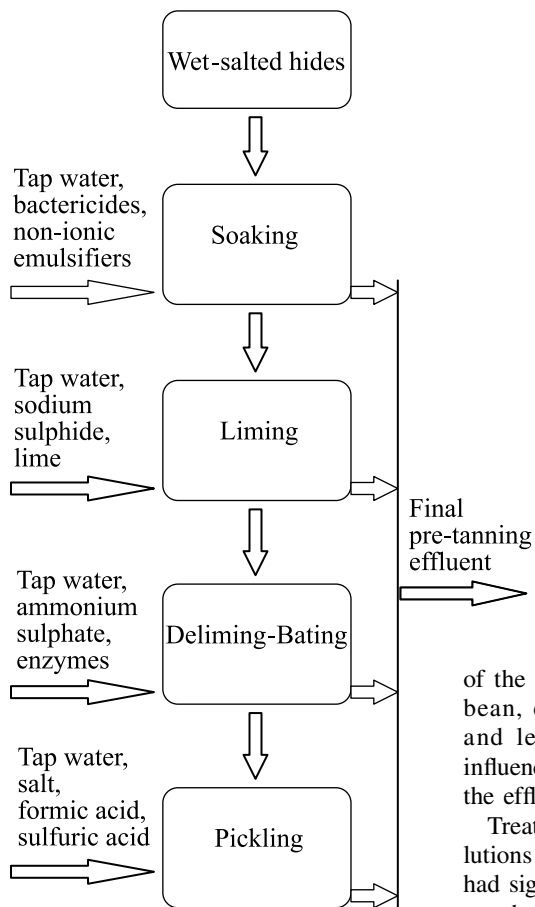 Wet-salted hides
Tap water,
bactericides,
non-ionic
emulsifiers
Soaking
Tap water,
sodium
sulphide,
lime
Liming
Final
pre-tanning
effluent
Tap water,
ammonium
sulphate,
enzymes
Deliming-Bating
Tap water,
salt,
formic acid,
sulfuric acid
Pickling
of the
bean,
and le
influenc
the effl
Treat
lutions
had sig